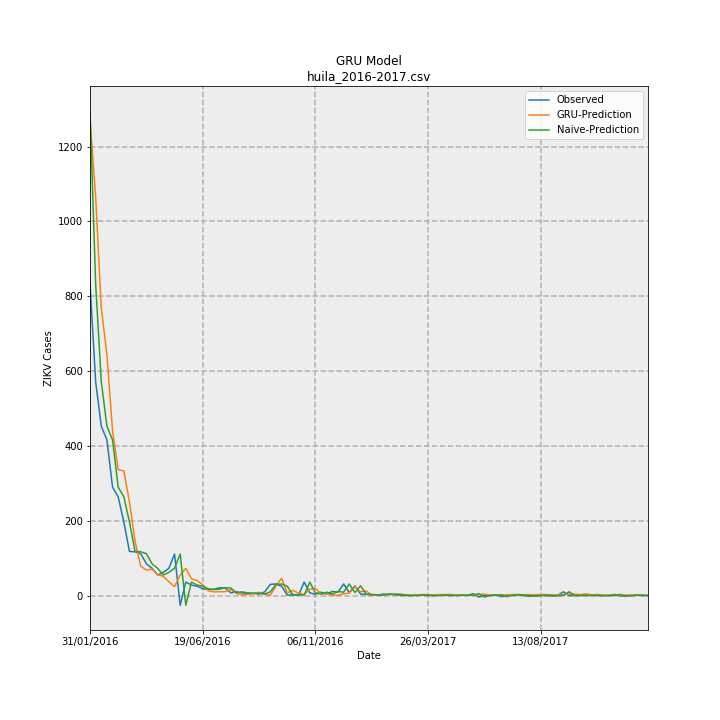 GRU Model
huila_2016-2017.csv
Observed
GRU-Prediction
Naive-Prediction
ZIKV Cases
1200
1000
800
600
400
200
0
31/01/2016
19/06/2016
06/11/2016
26/03/2017
13/08/2017
Date